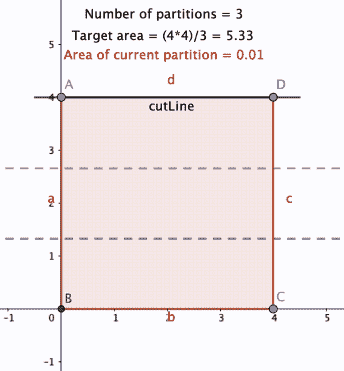 Number of partitions = 3
5
Target area = (4*4)/3 = 5.33
Area of current partition = 0.01
A
d
D
4
cutLine
3
a
2
c
1
B
C
-1
0
b
1
2
3
4
5
-1